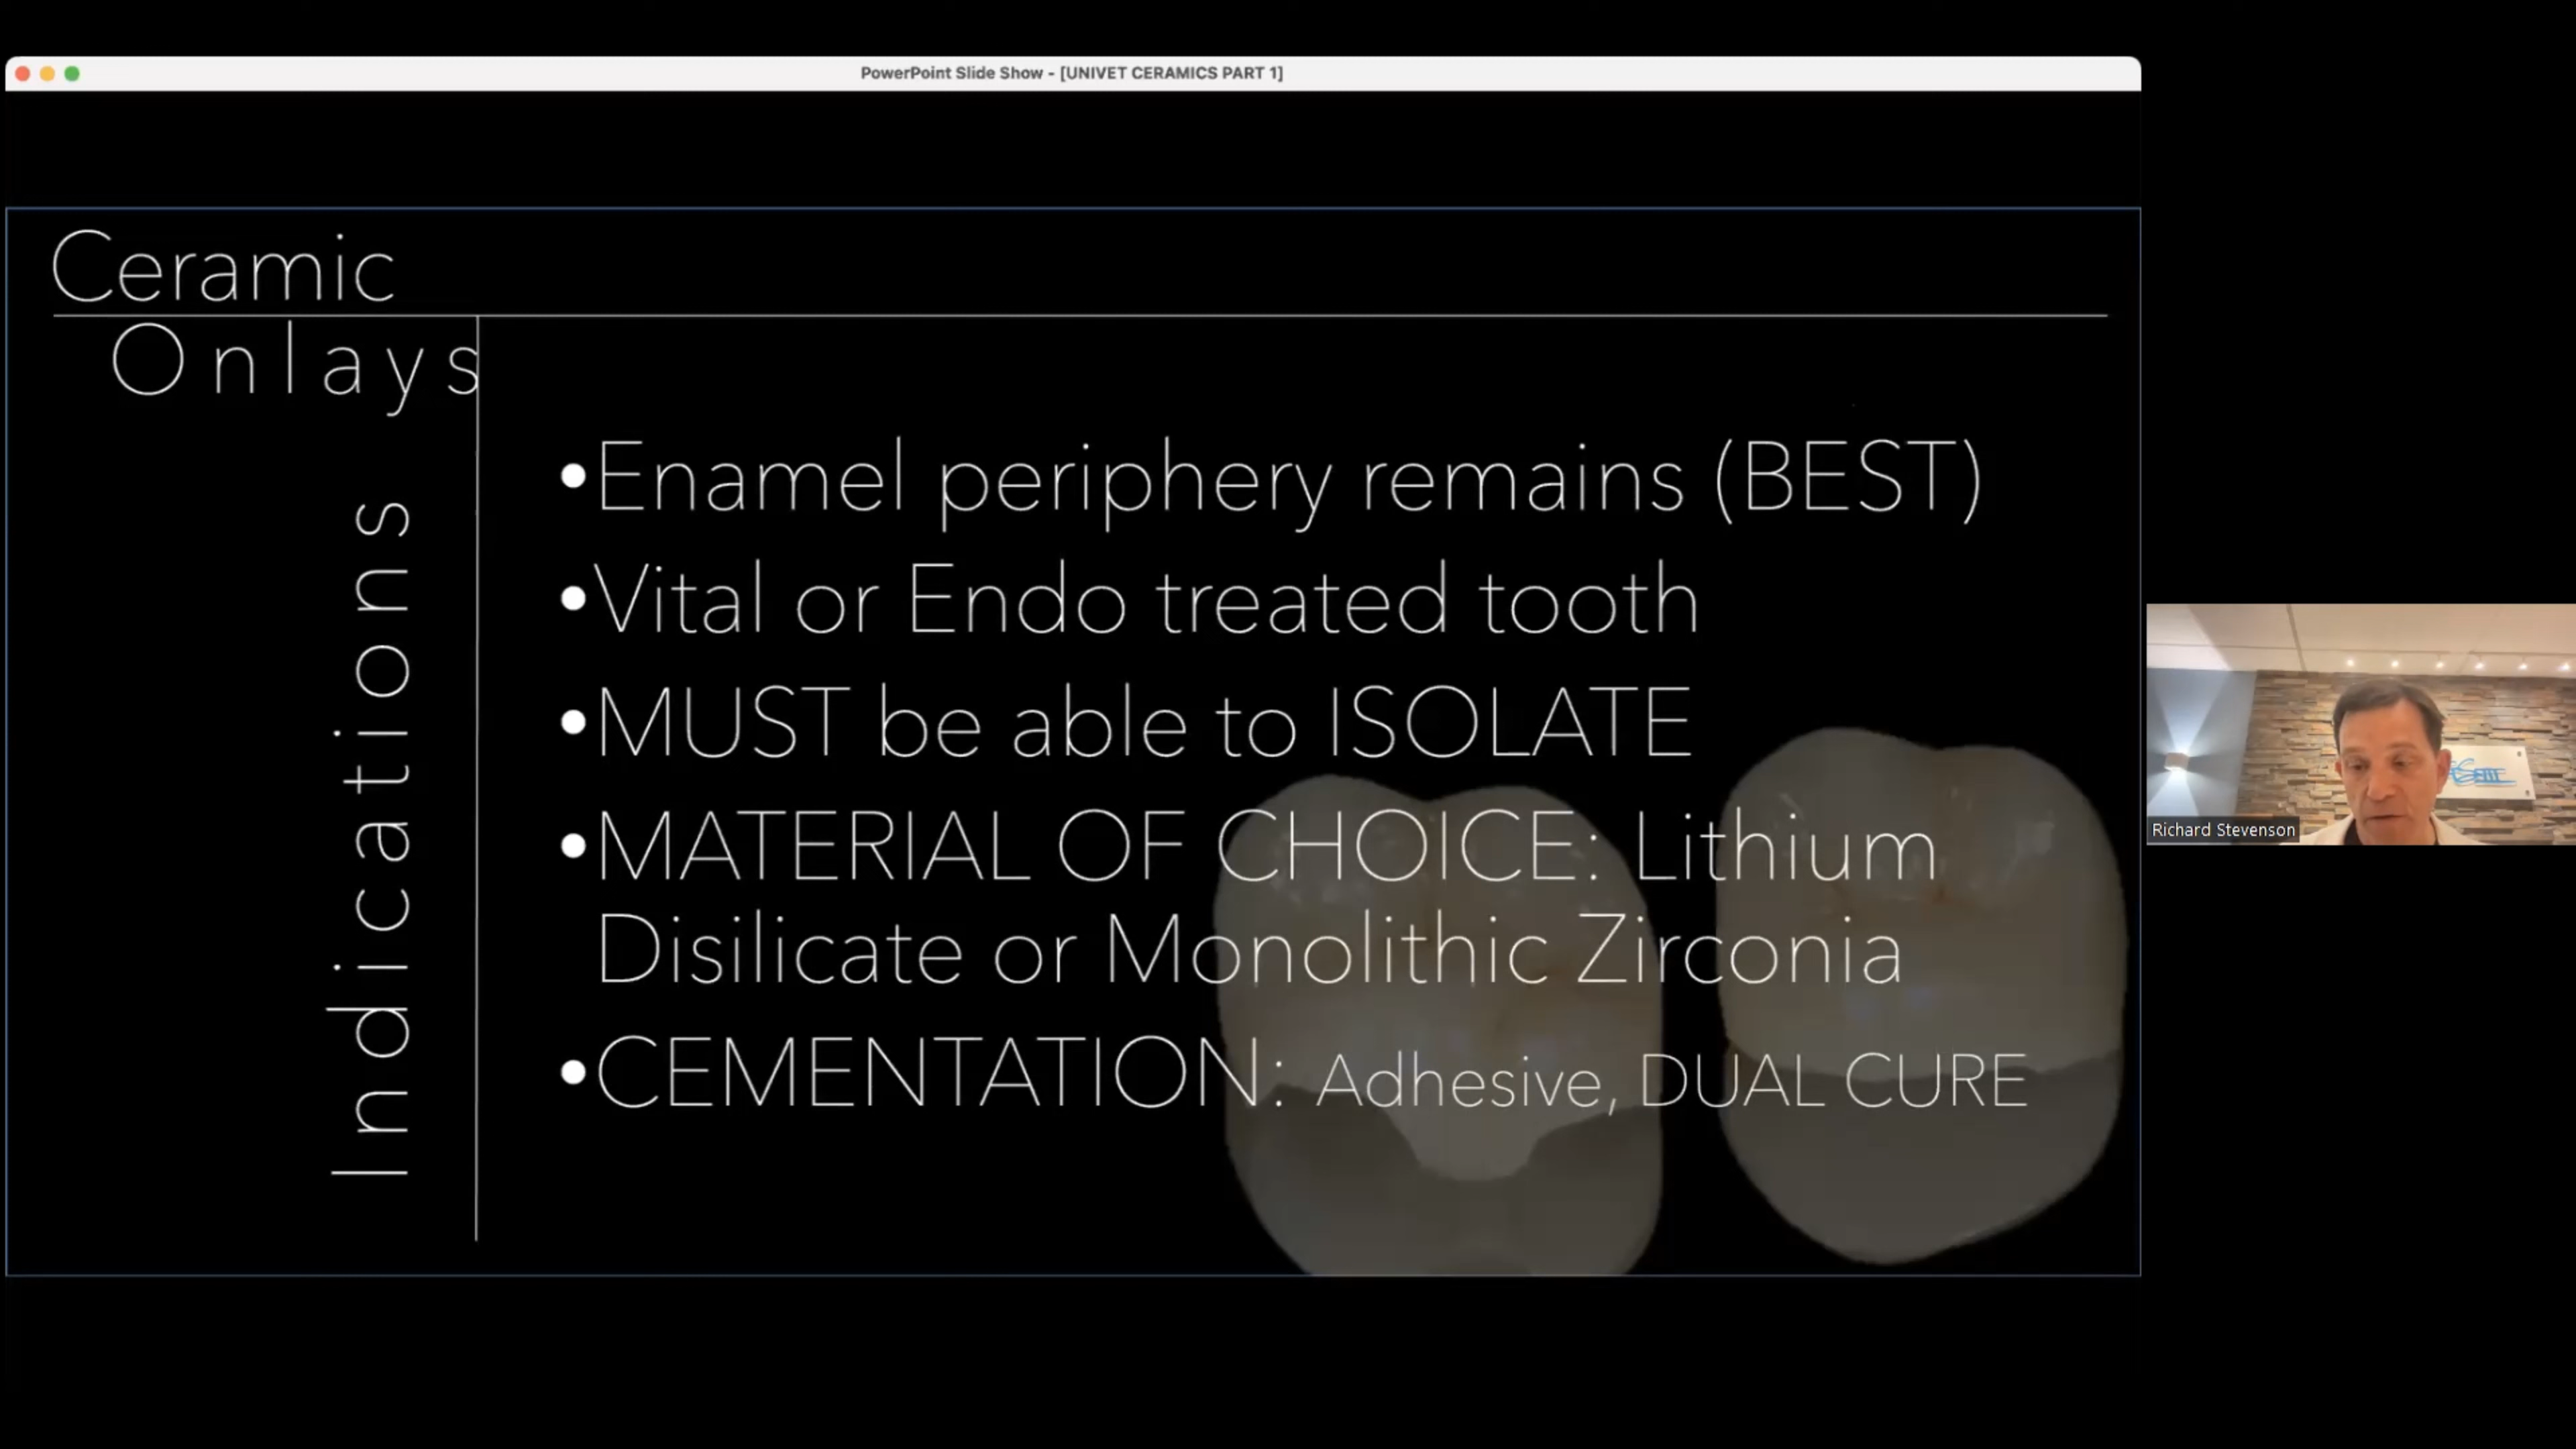 PowerPoint Slide Show - [UNIVET CERAMICS PART 1]
Ceramic
Onlays
Indications
•Enamel periphery remains (BEST)
•Vital or Endo treated tooth
•MUST be able to ISOLATE
•MATERIAL OF CHOICE: Lithium
Disilicate or Monolithic Zirconia
•CEMENTATION: Adhesive, DUAL CURE
Richard Stevenson